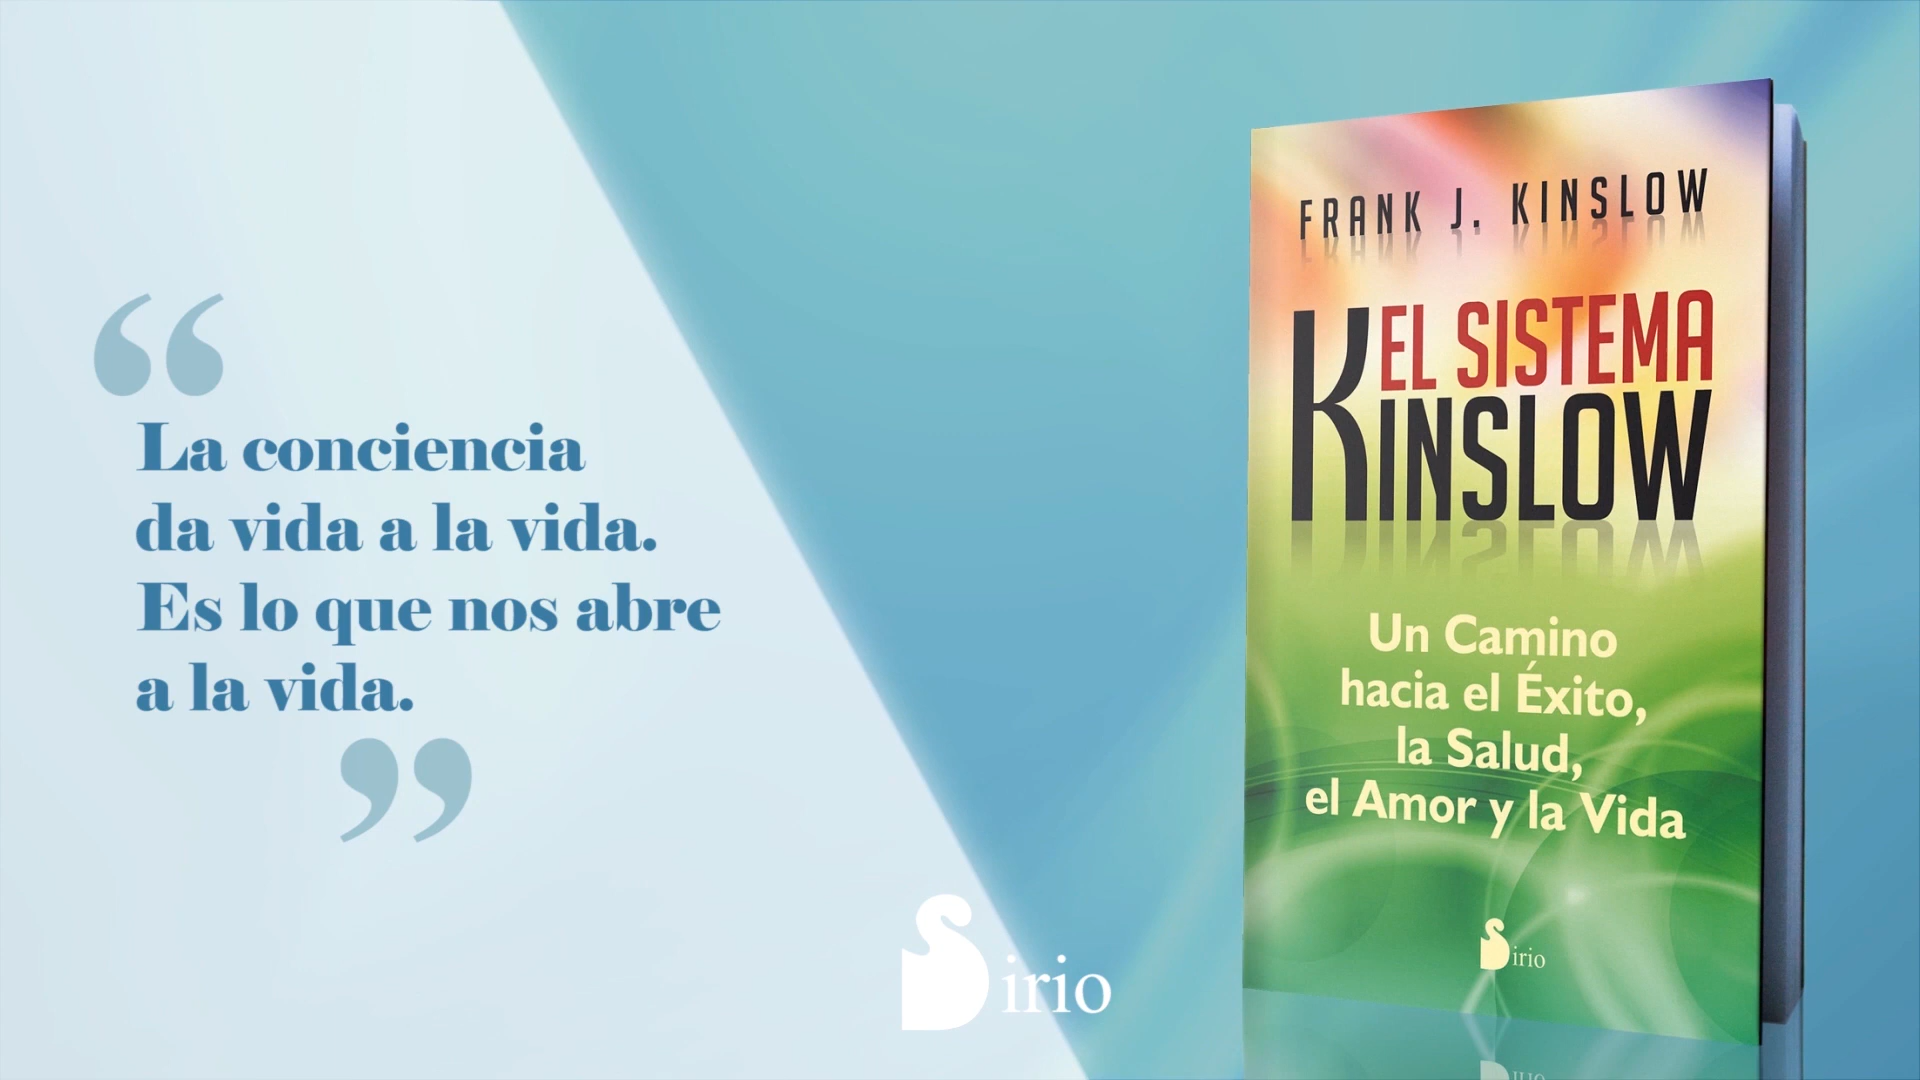 “
La conciencia
da vida a la vida.
Es lo que nos abre
a la vida.
”
Sirio
FRANK J. KINSLOW
EL SISTEMA
KINSLOW
Un Camino
hacia el Éxito,
la Salud,
el Amor y la Vida
Sirio